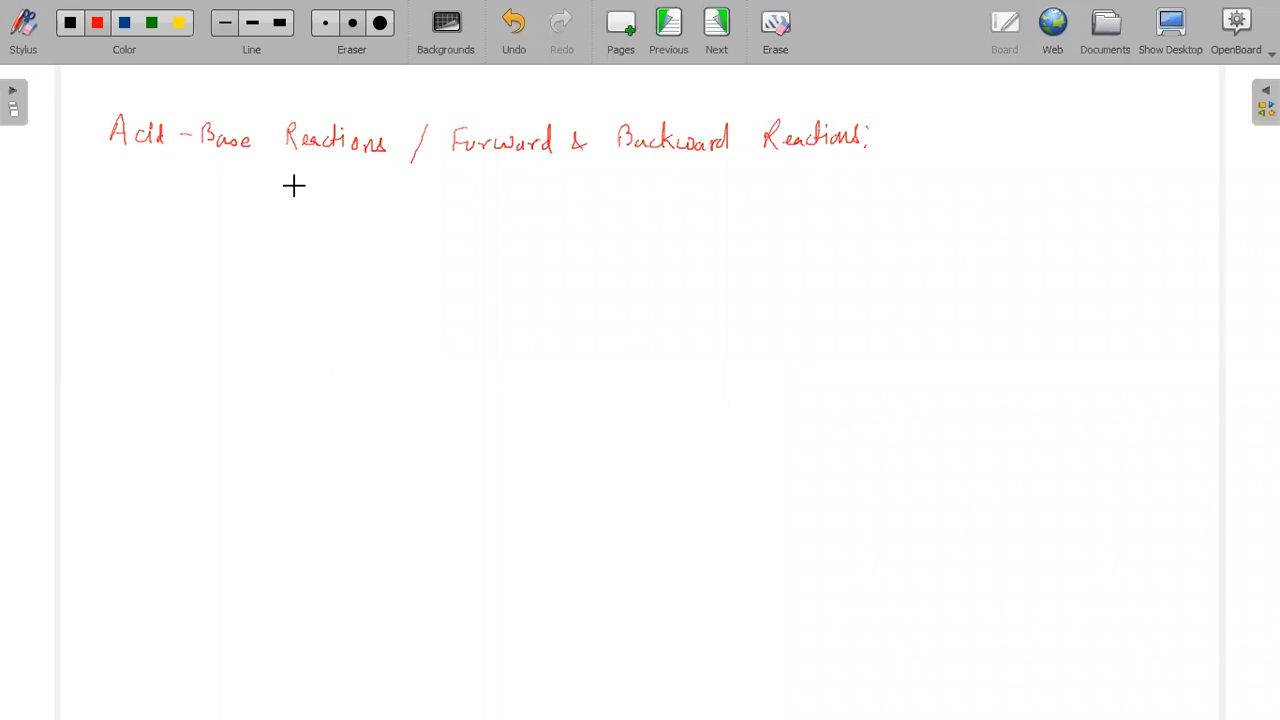 Stylus Color Line Eraser Backgrounds Undo Redo Pages Previous Next Erase Board Web Documents Show Desktop OpenBoard
Acid-Base Reactions / Forward & Backward Reactions: